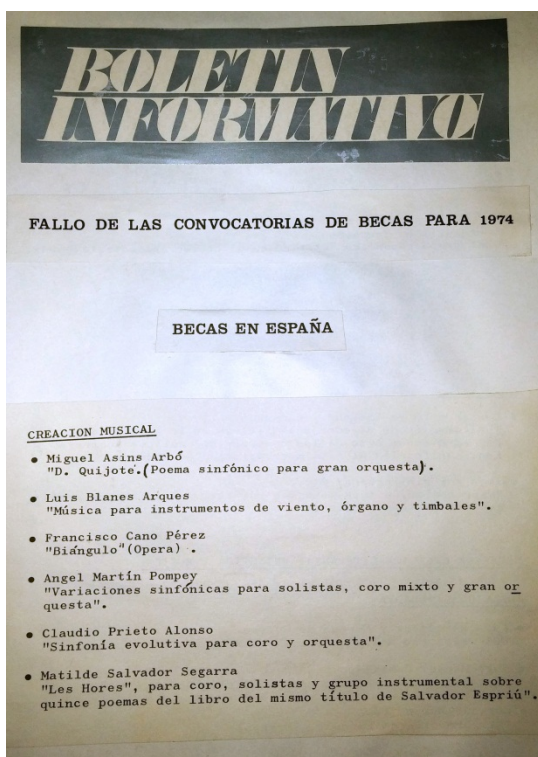 BOLETIN
INFORMATIVO
FALLO DE LAS CONVOCATORIAS DE BECAS PARA 1974
BECAS EN ESPAÑA
CREACION MUSICAL
● Miguel Asins Arbó
"D. Quijote".(Poema sinfónico para gran orquesta).
● Luis Blanes Arques
"Música para instrumentos de viento, órgano y timbales".
● Francisco Cano Pérez
"Biángulo"(Opera) .
● Angel Martín Pompey
"Variaciones sinfónicas para solistas, coro mixto y gran or
questa".
● Claudio Prieto Alonso
"Sinfonía evolutiva para coro y orquesta".
● Matilde Salvador Segarra
"Les Hores", para coro, solistas y grupo instrumental sobre
quince poemas del libro del mismo título de Salvador Espriú".